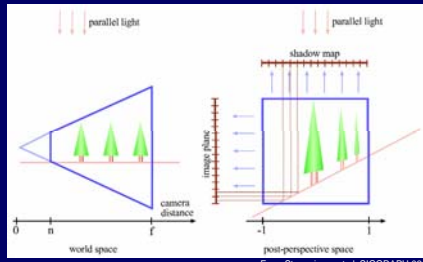 parallel light
parallel light
shadow map
image plane
camera
distance
0
n
f
-1
1
world space
post-perspective space